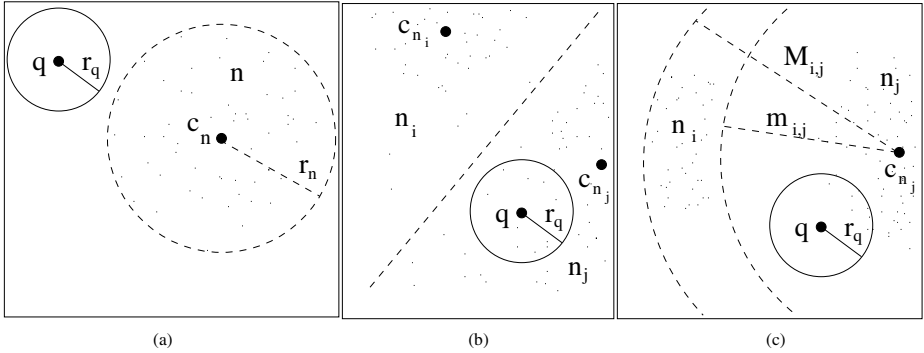 q r_q
n
c_n
r_n
(a)
c_{n_i}
n_i
c_{n_j}
q r_q
n_j
(b)
M_{i,j}
n_j
m_{i,j}
n_i
c_{n_j}
q r_q
(c)